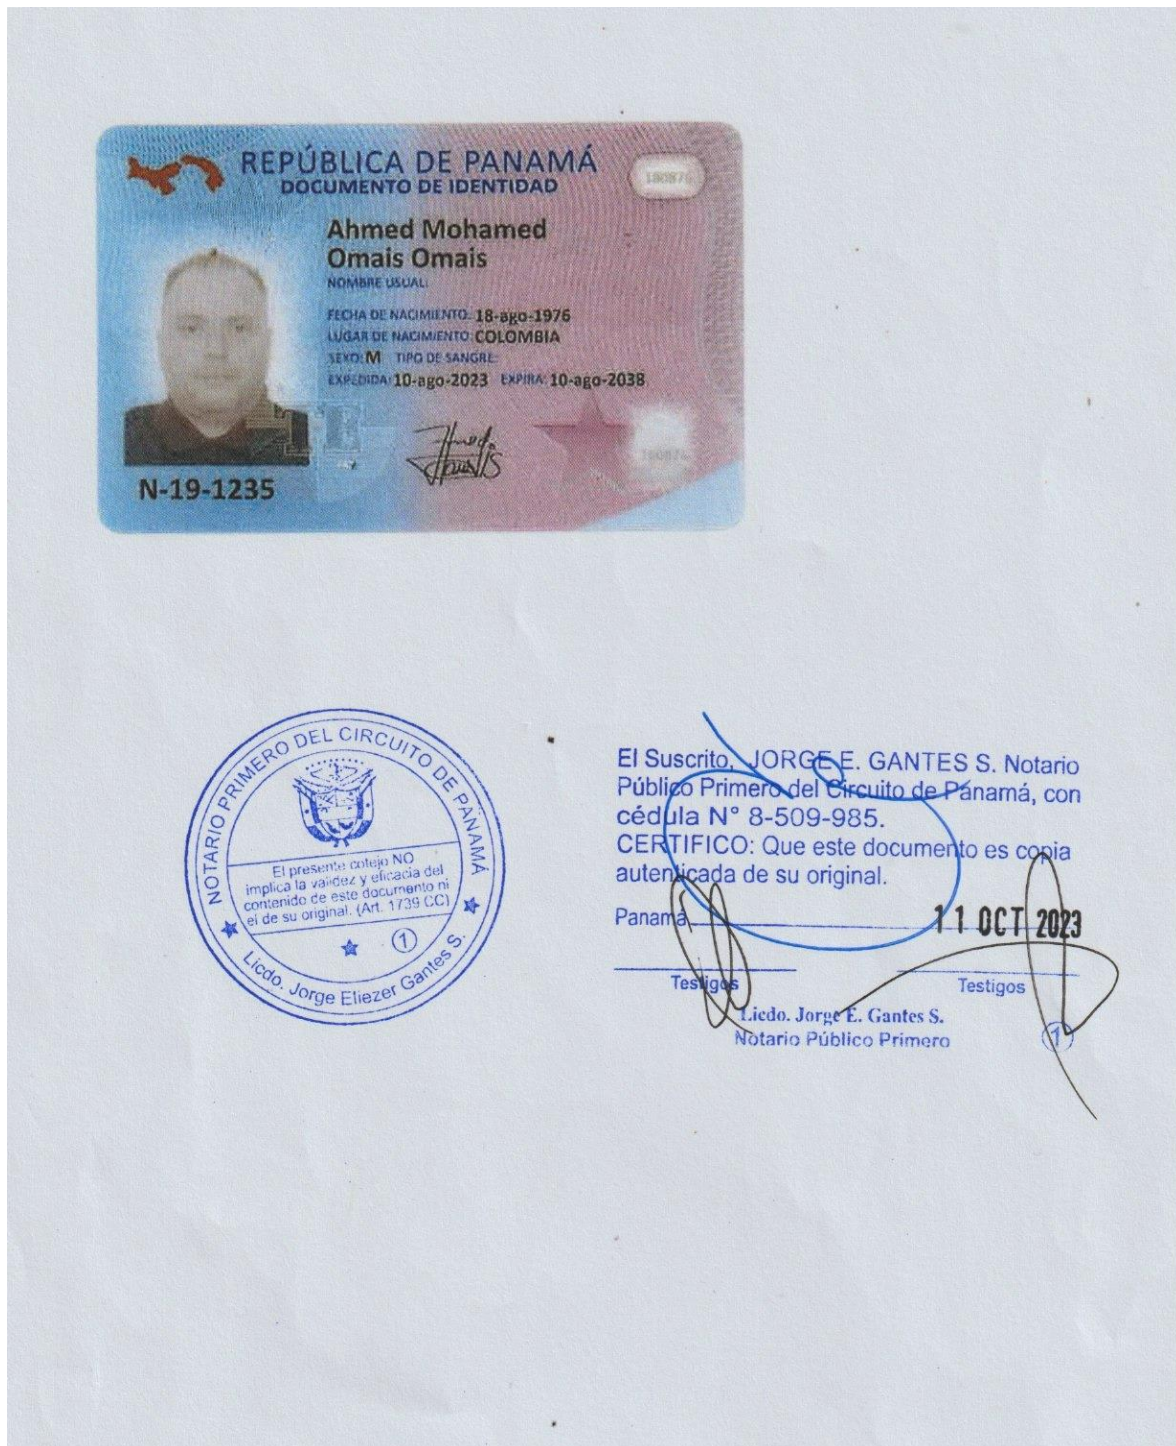 REPÚBLICA DE PANAMÁ
DOCUMENTO DE IDENTIDAD
180876
Ahmed Mohamed
Omais Omais
NOMBRE USUAL:
FECHA DE NACIMIENTO: 18-ago-1976
LUGAR DE NACIMIENTO: COLOMBIA
SEXO: M TIPO DE SANGRE:
EXPEDIDA: 10-ago-2023 EXPIRA: 10-ago-2038
180876
N-19-1235
NOTARIO PRIMERO DEL CIRCUITO DE PANAMÁ
El presente cotejo NO
implica la validez y eficacia del
contenido de este documento ni
el de su original. (Art. 1739 CC)
1
Licdo. Jorge Eliezer Gantes S.
El Suscrito, JORGE E. GANTES S. Notario
Público Primero del Circuito de Pánamá, con
cédula N° 8-509-985.
CERTIFICO: Que este documento es copia
autenticada de su original.
Panamá 11 OCT 2023
Testigos Testigos
Licdo. Jorge E. Gantes S.
Notario Público Primero
1